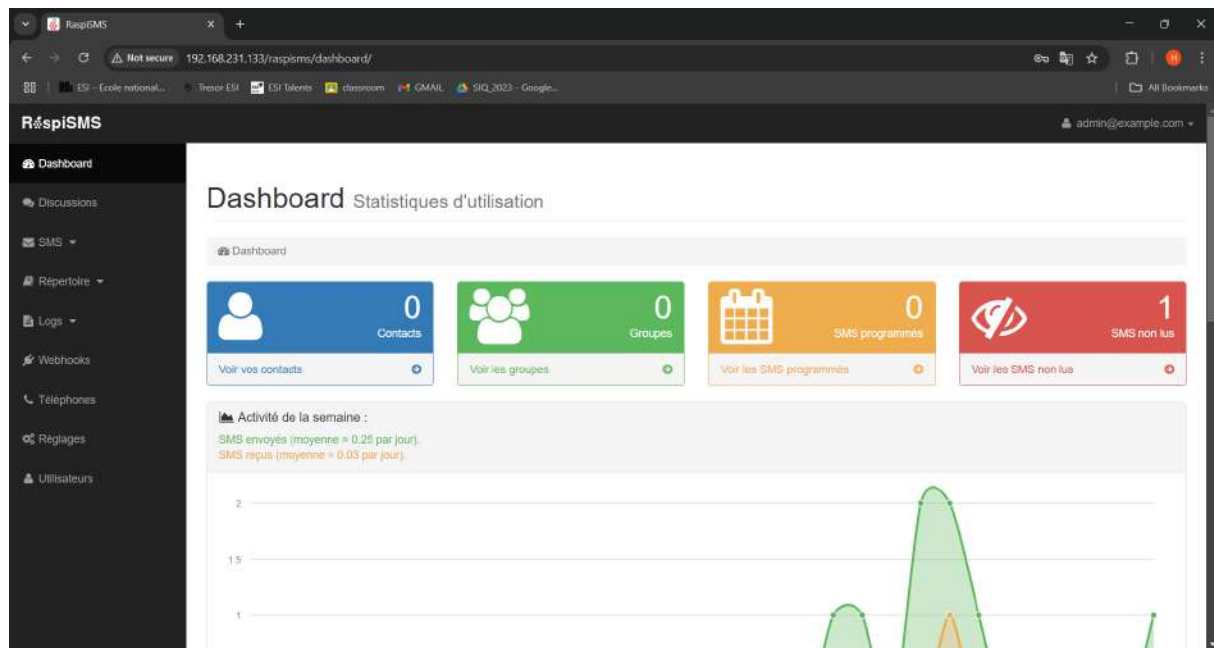 RaspiSMS
Not secure 192.168.231.133/raspisms/dashboard/
ESI - Ecole national... Tresor ESI ESI Talents classroom GMAIL SIQ_2023 - Google... All Bookmarks
RaspiSMS
admin@example.com
Dashboard
Discussions
SMS
Répertoire
Logs
Webhooks
Téléphones
Réglages
Utilisateurs
Dashboard Statistiques d'utilisation
Dashboard
0
Contacts
Voir vos contacts
0
Groupes
Voir les groupes
0
SMS programmés
Voir les SMS programmés
1
SMS non lus
Voir les SMS non lus
Activité de la semaine :
SMS envoyés (moyenne = 0.25 par jour).
SMS reçus (moyenne = 0.03 par jour).
2
1.5
1